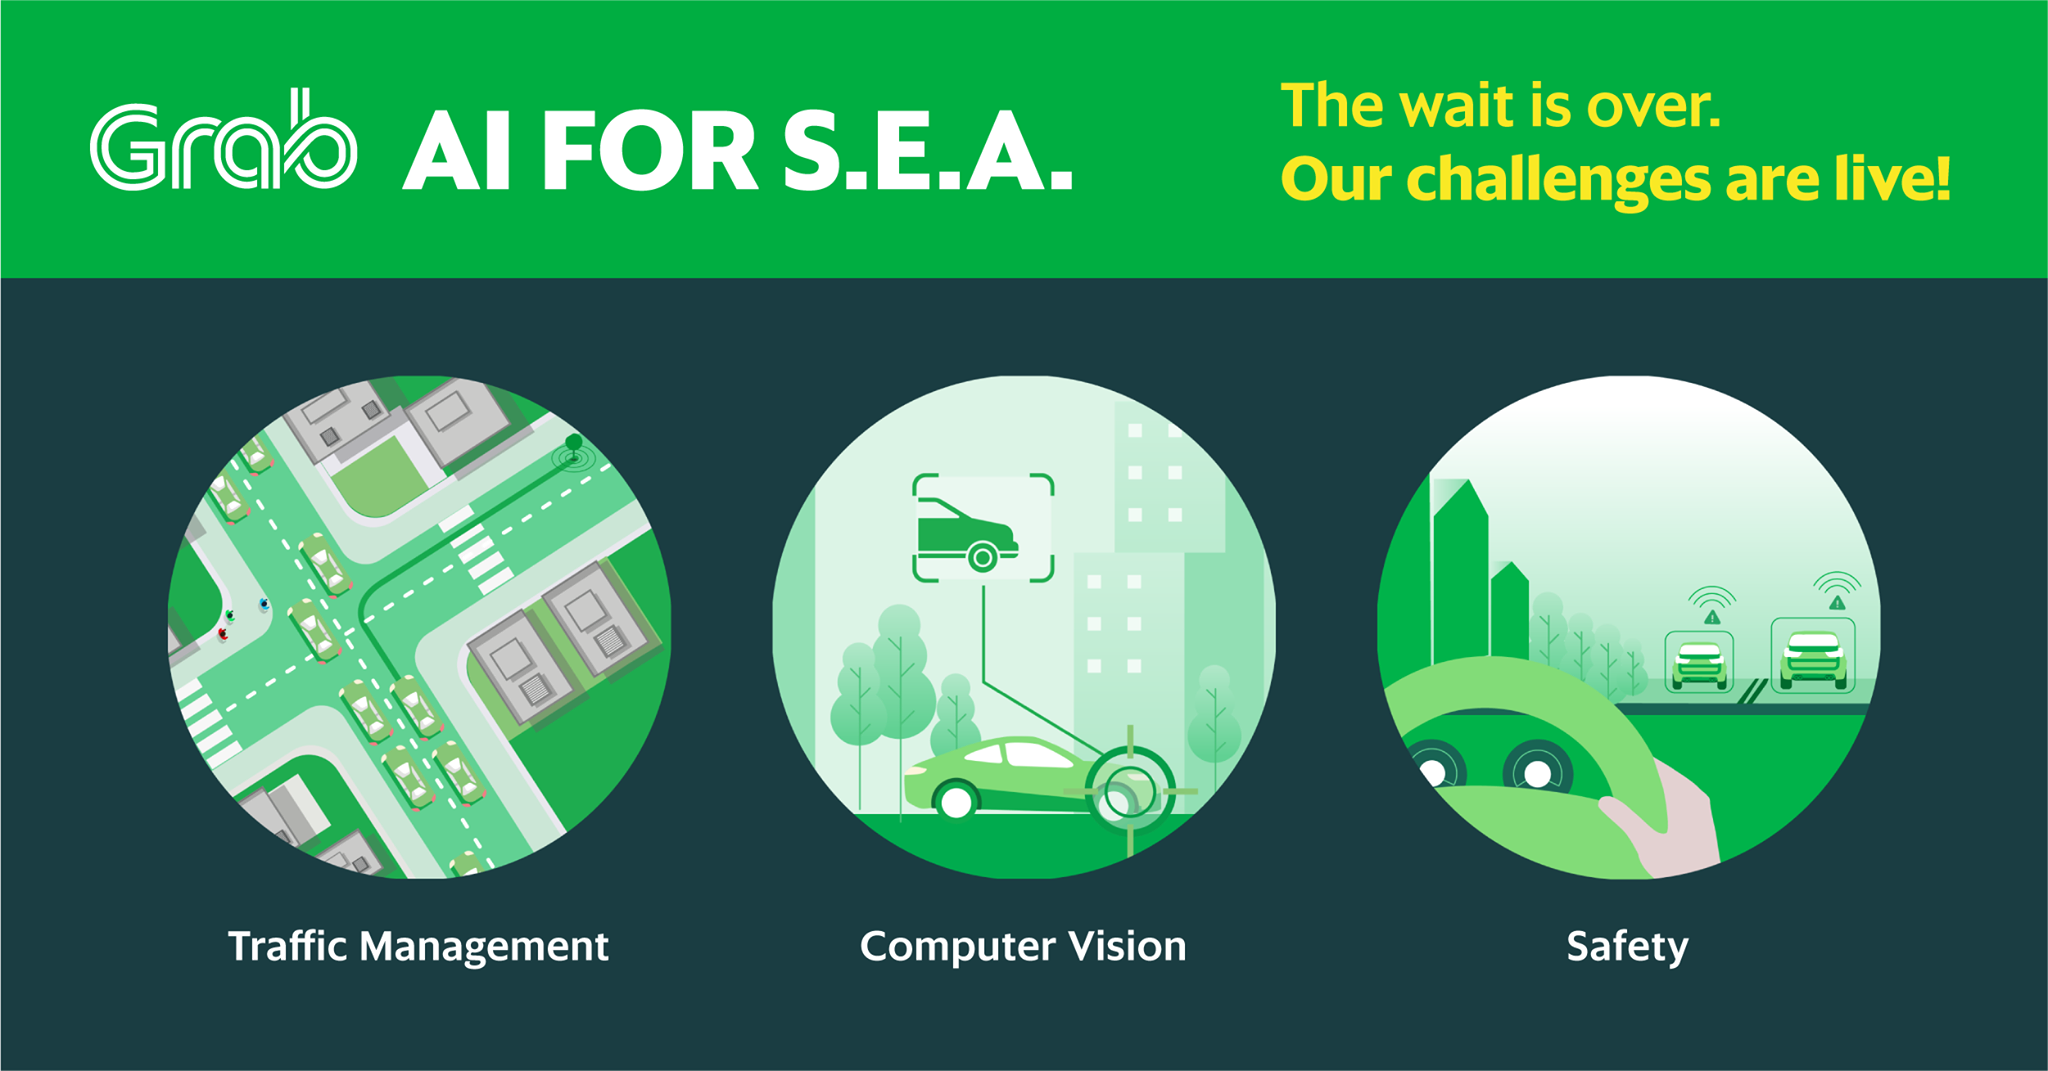 Grab AI FOR S.E.A.
The wait is over.
Our challenges are live!
Traffic Management
Computer Vision
Safety